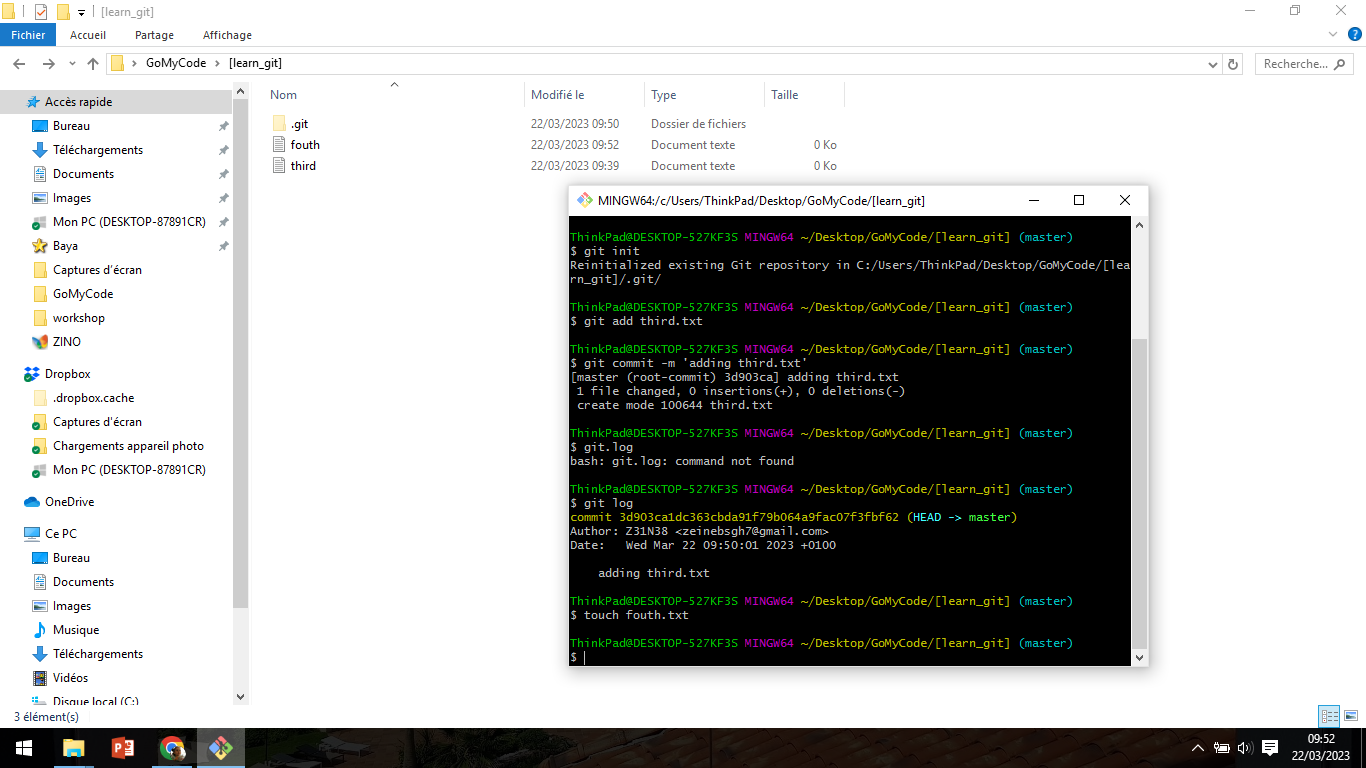 [learn_git]
Fichier
Accueil
Partage
Affichage
GoMyCode
[learn_git]
Recherche...
Nom
Modifié le
Type
Taille
.git
22/03/2023 09:50
Dossier de fichiers
fouth
22/03/2023 09:52
Document texte
0 Ko
third
22/03/2023 09:39
Document texte
0 Ko
Accès rapide
Bureau
Téléchargements
Documents
Images
Mon PC (DESKTOP-87891CR)
Baya
Captures d'écran
GoMyCode
workshop
ZINO
Dropbox
.dropbox.cache
Captures d'écran
Chargements appareil photo
Mon PC (DESKTOP-87891CR)
OneDrive
Ce PC
Bureau
Documents
Images
Musique
Téléchargements
Vidéos
Disque local (C:)
3 élément(s)
MINGW64:/c/Users/ThinkPad/Desktop/GoMyCode/[learn_git]
ThinkPad@DESKTOP-527KF3S MINGW64 ~/Desktop/GoMyCode/[learn_git] (master)
$ git init
Reinitialized existing Git repository in C:/Users/ThinkPad/Desktop/GoMyCode/[lea
rn_git]/.git/
ThinkPad@DESKTOP-527KF3S MINGW64 ~/Desktop/GoMyCode/[learn_git] (master)
$ git add third.txt
ThinkPad@DESKTOP-527KF3S MINGW64 ~/Desktop/GoMyCode/[learn_git] (master)
$ git commit -m 'adding third.txt'
[master (root-commit) 3d903ca] adding third.txt
1 file changed, 0 insertions(+), 0 deletions(-)
create mode 100644 third.txt
ThinkPad@DESKTOP-527KF3S MINGW64 ~/Desktop/GoMyCode/[learn_git] (master)
$ git.log
bash: git.log: command not found
ThinkPad@DESKTOP-527KF3S MINGW64 ~/Desktop/GoMyCode/[learn_git] (master)
$ git log
commit 3d903ca1dc363cbda91f79b064a9fac07f3fbf62 (HEAD -> master)
Author: Z31N38 <zeinebsgh7@gmail.com>
Date:   Wed Mar 22 09:50:01 2023 +0100
adding third.txt
ThinkPad@DESKTOP-527KF3S MINGW64 ~/Desktop/GoMyCode/[learn_git] (master)
$ touch fouth.txt
ThinkPad@DESKTOP-527KF3S MINGW64 ~/Desktop/GoMyCode/[learn_git] (master)
$
09:52
22/03/2023